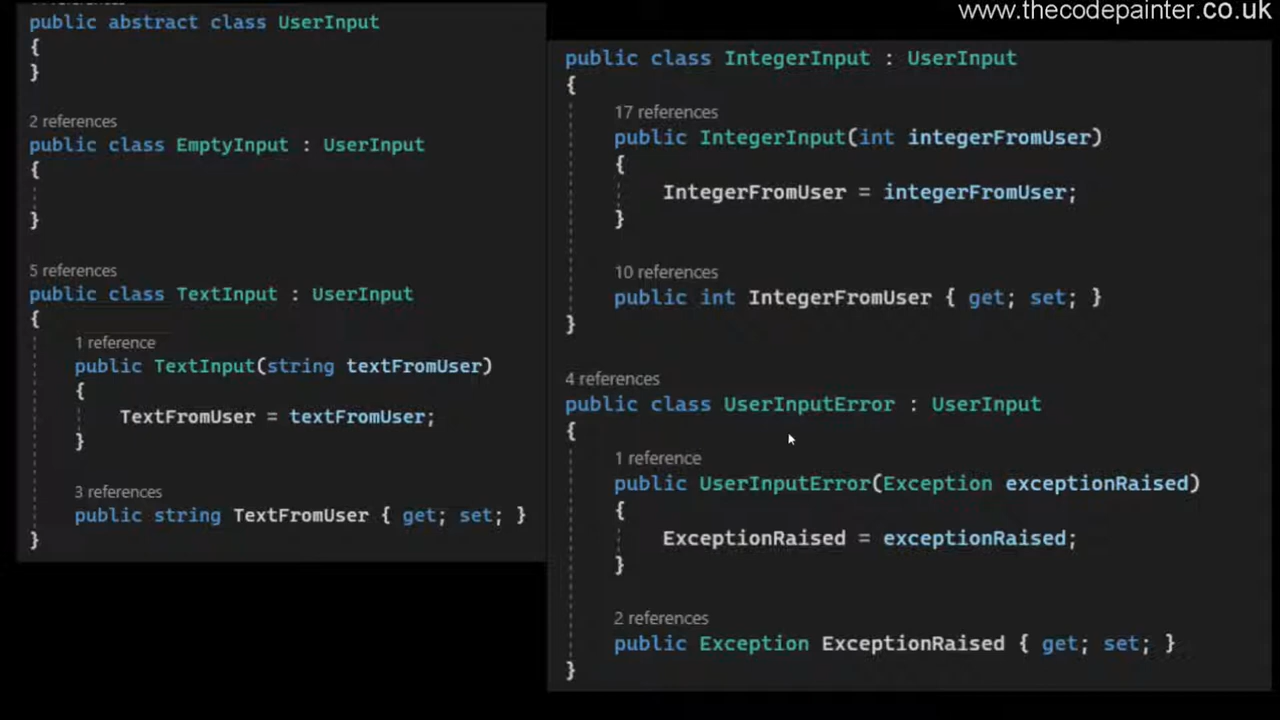 www.thecodepainter.co.uk
public abstract class UserInput
{
}
2 references
public class EmptyInput : UserInput
{
}
5 references
public class TextInput : UserInput
{
1 reference
public TextInput(string textFromUser)
{
TextFromUser = textFromUser;
}
3 references
public string TextFromUser { get; set; }
}
public class IntegerInput : UserInput
{
17 references
public IntegerInput(int integerFromUser)
{
IntegerFromUser = integerFromUser;
}
10 references
public int IntegerFromUser { get; set; }
}
4 references
public class UserInputError : UserInput
{
1 reference
public UserInputError(Exception exceptionRaised)
{
ExceptionRaised = exceptionRaised;
}
2 references
public Exception ExceptionRaised { get; set; }
}